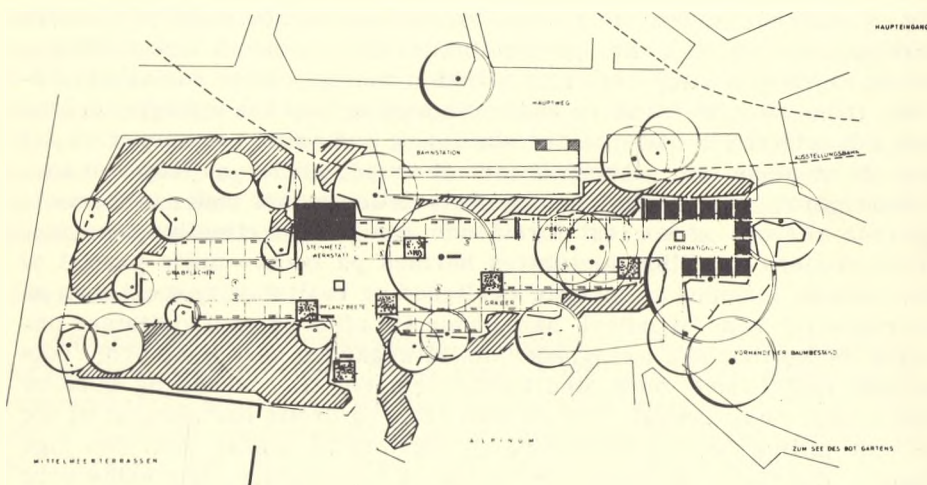 HAUPTEINGANG
HAUPTWEG
BAHNSTATION
AUSSTELLUNGSBAHN
PERGOLA
INFORMATIONSHOF
STEINMETZ
WERKSTATT
GRABFLÄCHEN
PFLANZBEETE
GRÄBER
VORHANDENER BAUMBESTAND
ALPINUM
ZUM SEE DES BOT GARTENS
MITTELMEERTERRASSEN